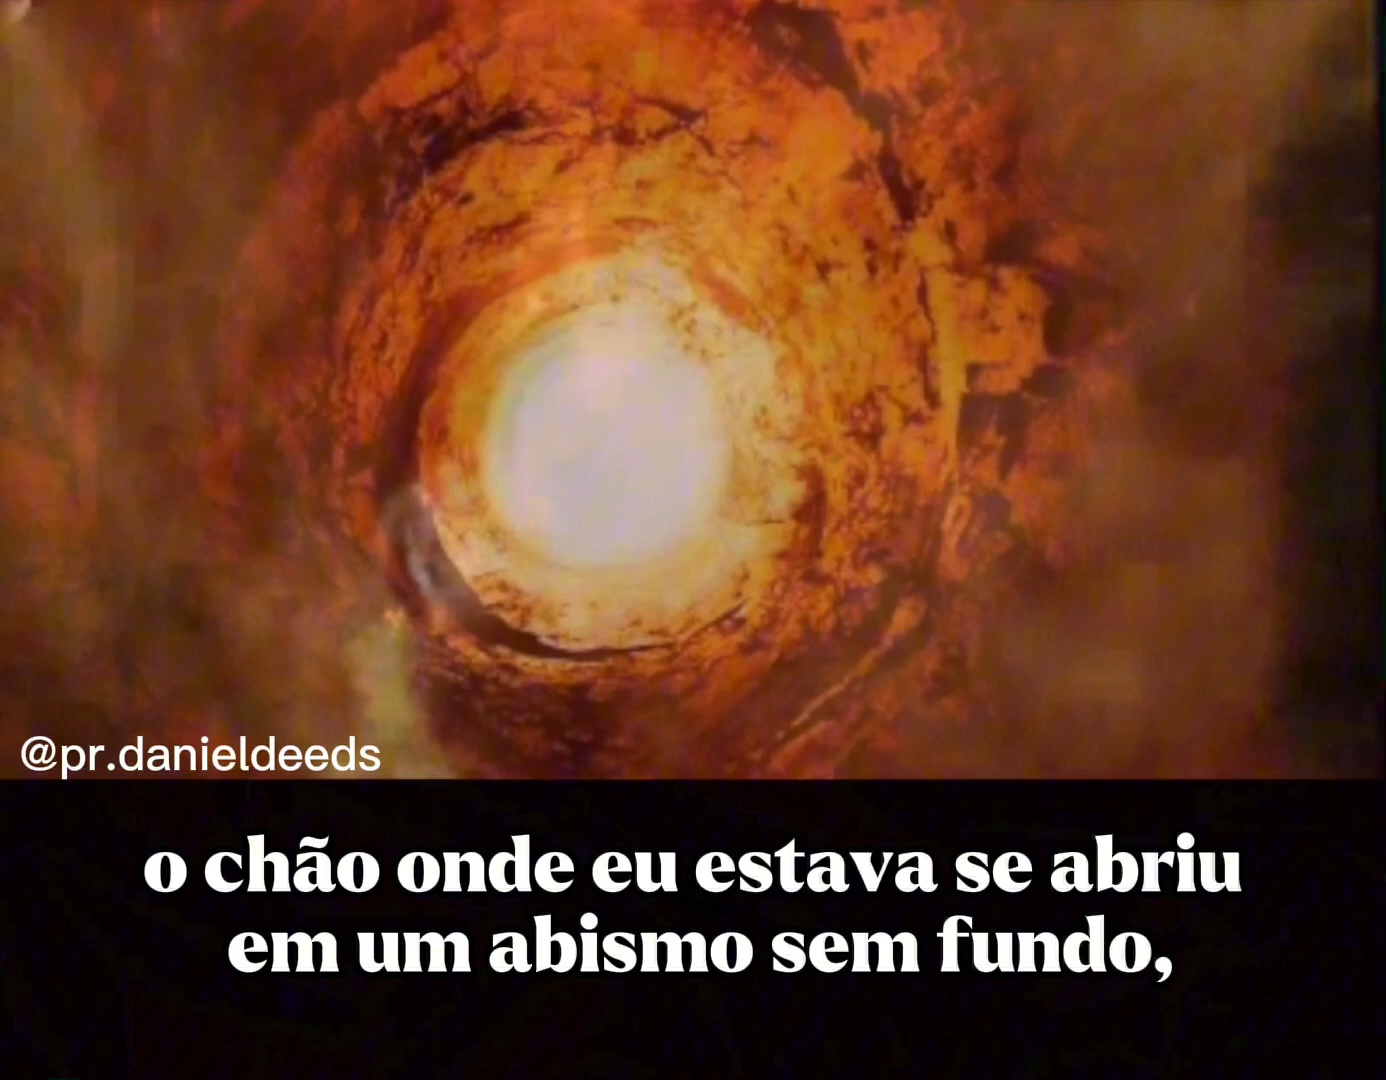 @pr.danieldeeds
o chão onde eu estava se abriu
em um abismo sem fundo,